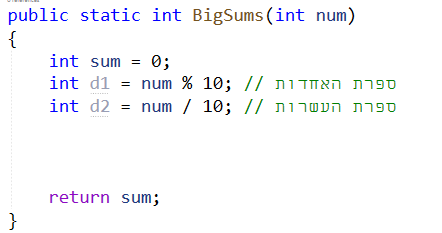 public static int BigSums(int num)
{
int sum = 0;
int d1 = num % 10; // ספרת האחדות
int d2 = num / 10; // ספרת העשרות
return sum;
}